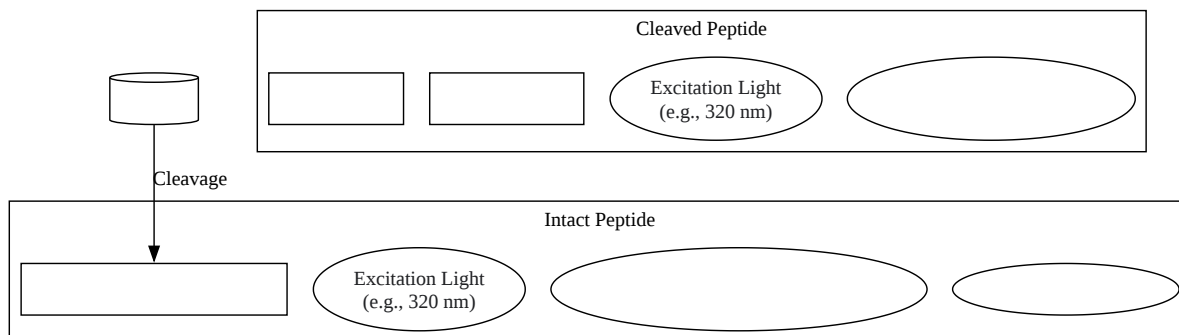 Cleaved Peptide
Excitation Light
(e.g., 320 nm)
Cleavage
Intact Peptide
Excitation Light
(e.g., 320 nm)